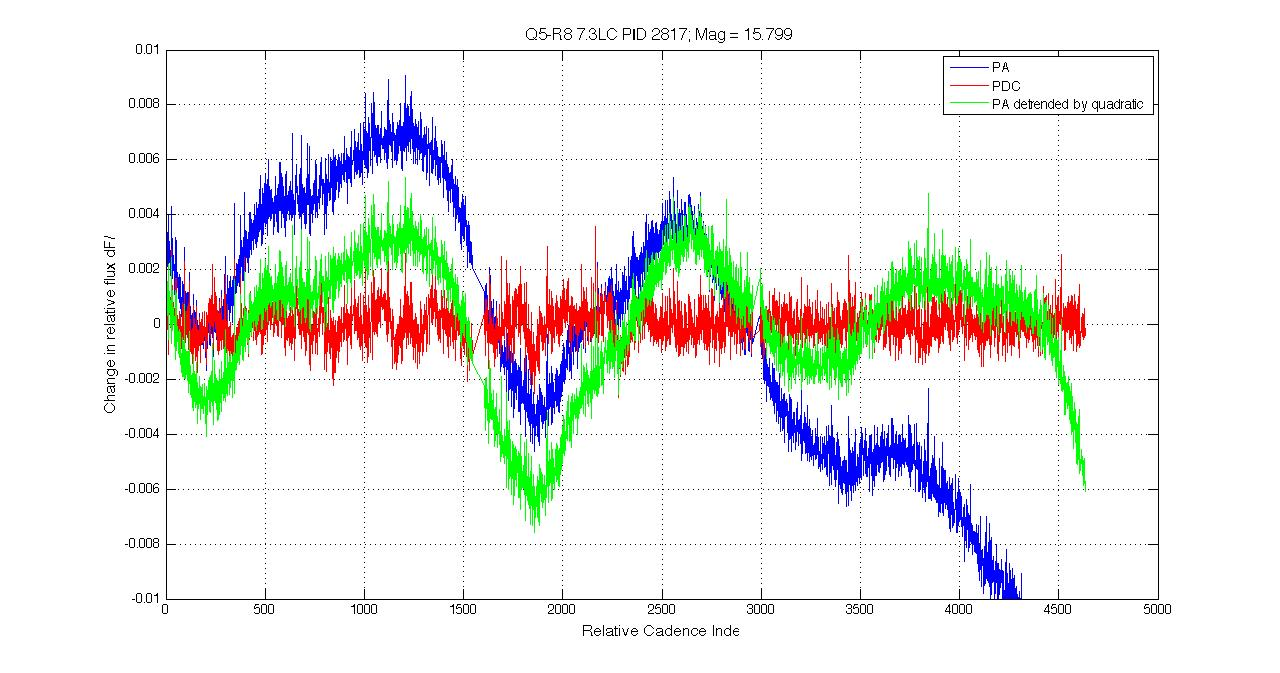 Q5-R8 7.3LC PID 2817; Mag = 15.799
PA
PDC
PA detrended by quadratic
Change in relative flux dF/
0.01
0.008
0.006
0.004
0.002
0
-0.002
-0.004
-0.006
-0.008
-0.01
0 500 1000 1500 2000 2500 3000 3500 4000 4500 5000
Relative Cadence Inde